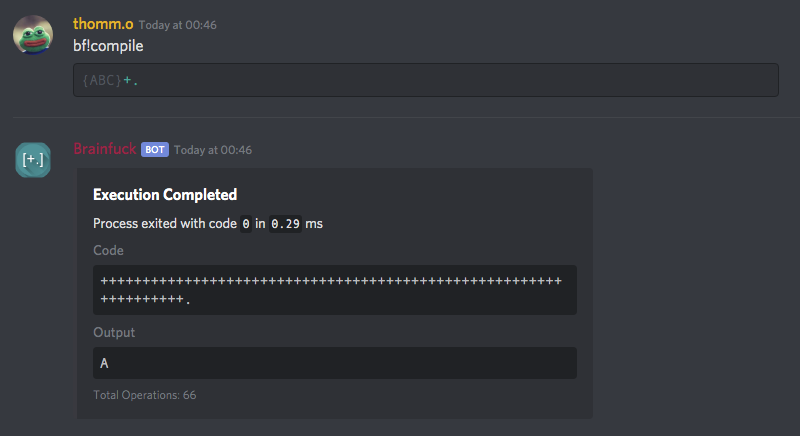 thomm.o Today at 00:46
bf!compile
{ABC}+.
[+.]
Brainfuck BOT Today at 00:46
Execution Completed
Process exited with code 0 in 0.29 ms
Code
+++++++++++++++++++++++++++++++++++++++++++++++++++++++
++++++++++.
Output
A
Total Operations: 66